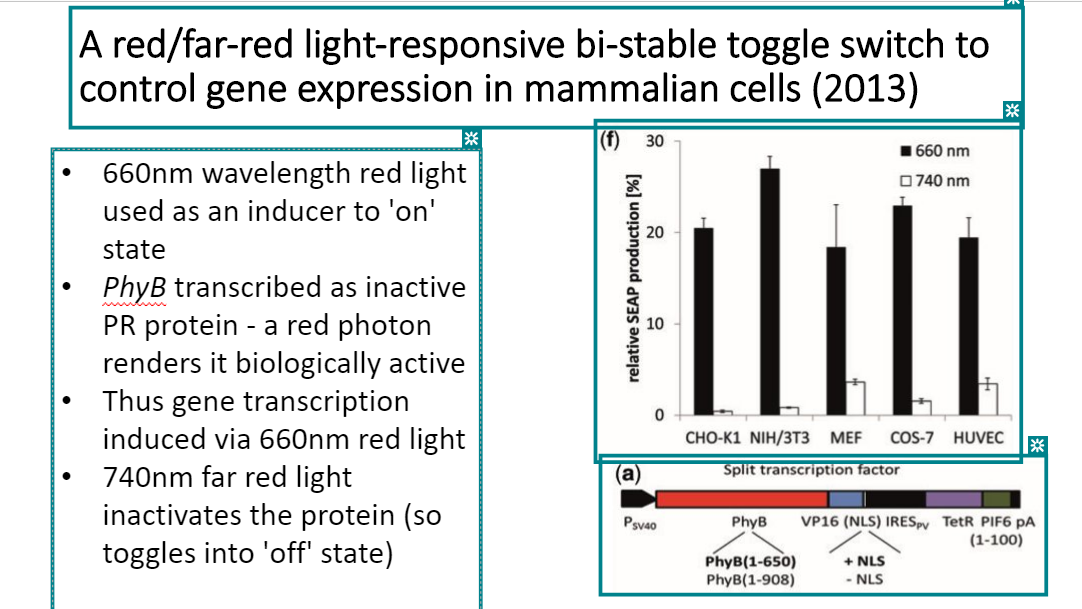 A red/far-red light-responsive bi-stable toggle switch to
control gene expression in mammalian cells (2013)
• 660nm wavelength red light
used as an inducer to 'on'
state
• PhyB transcribed as inactive
PR protein - a red photon
renders it biologically active
• Thus gene transcription
induced via 660nm red light
• 740nm far red light
inactivates the protein (so
toggles into 'off' state)
(f)
relative SEAP production [%]
30
20
10
0
660 nm
740 nm
CHO-K1 NIH/3T3 MEF COS-7 HUVEC
(a)
Split transcription factor
PSV40 PhyB VP16 (NLS) IRESPV TetR PIF6 pA
(1-100)
PhyB(1-650) + NLS
PhyB(1-908) - NLS